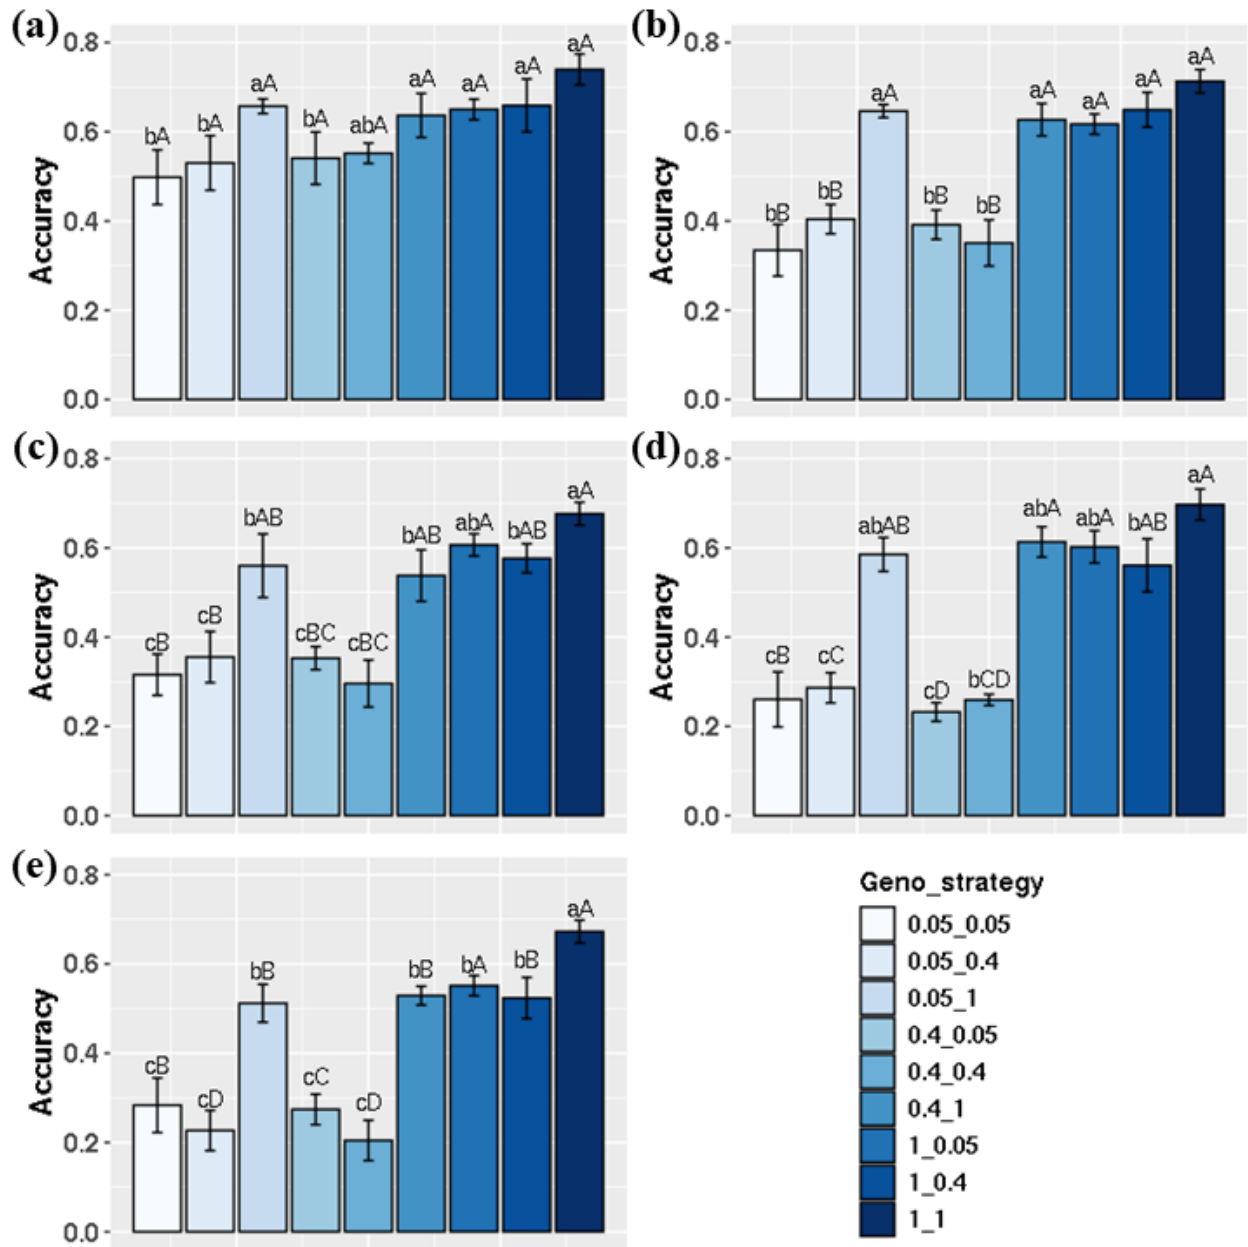 (a)
Accuracy
0.8
0.6
0.4
0.2
0.0
bA bA aA bA abA aA aA aA aA
(b)
Accuracy
0.8
0.6
0.4
0.2
0.0
bB bB aA bB bB aA aA aA aA
(c)
Accuracy
0.8
0.6
0.4
0.2
0.0
cB cB bAB cBC cBC bAB abA bAB aA
(d)
Accuracy
0.8
0.6
0.4
0.2
0.0
cB cC abAB cD bCD abA abA bAB aA
(e)
Accuracy
0.8
0.6
0.4
0.2
0.0
cB cD bB cC cD bB bA bB aA
Geno_strategy
0.05_0.05
0.05_0.4
0.05_1
0.4_0.05
0.4_0.4
0.4_1
1_0.05
1_0.4
1_1